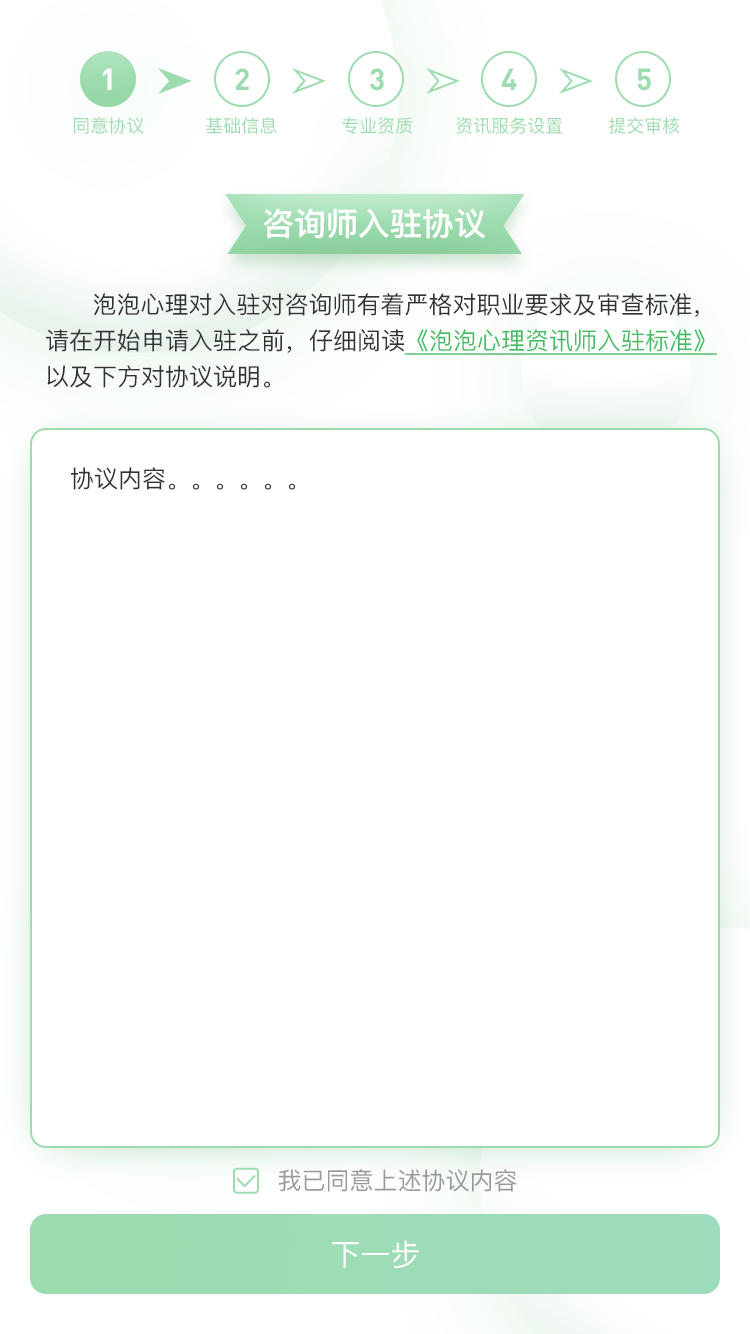 1 2 3 4 5
同意协议 基础信息 专业资质 资讯服务设置 提交审核
咨询师入驻协议
泡泡心理对入驻对咨询师有着严格对职业要求及审查标准，
请在开始申请入驻之前，仔细阅读《泡泡心理资讯师入驻标准》
以及下方对协议说明。
协议内容。。。。。。
我已同意上述协议内容
下一步